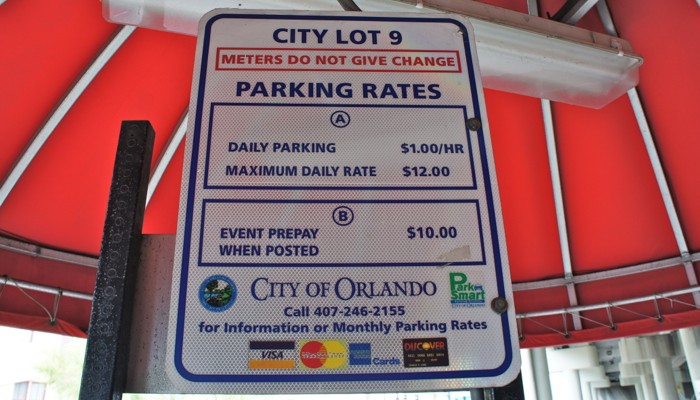 CITY LOT 9
METERS DO NOT GIVE CHANGE
PARKING RATES
A
DAILY PARKING $1.00/HR
MAXIMUM DAILY RATE $12.00
B
EVENT PREPAY $10.00
WHEN POSTED
CITY OF ORLANDO
Park
Smart
Call 407-246-2155
for Information or Monthly Parking Rates
VISA MasterCard Cards DISCOVER